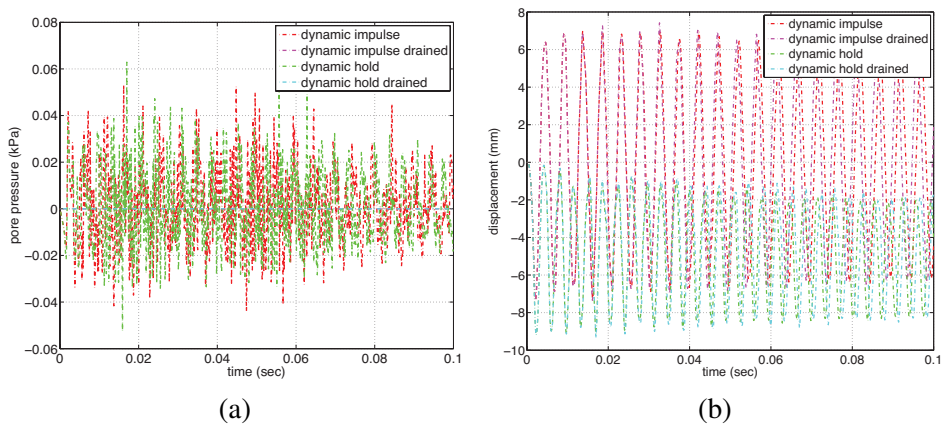 0.08
0.06
0.04
0.02
0
−0.02
−0.04
−0.06
pore pressure (kPa)
dynamic impulse
dynamic impulse drained
dynamic hold
dynamic hold drained
0 0.02 0.04 0.06 0.08 0.1
time (sec)
(a)
8
6
4
2
0
−2
−4
−6
−8
−10
displacement (mm)
dynamic impulse
dynamic impulse drained
dynamic hold
dynamic hold drained
0 0.02 0.04 0.06 0.08 0.1
time (sec)
(b)